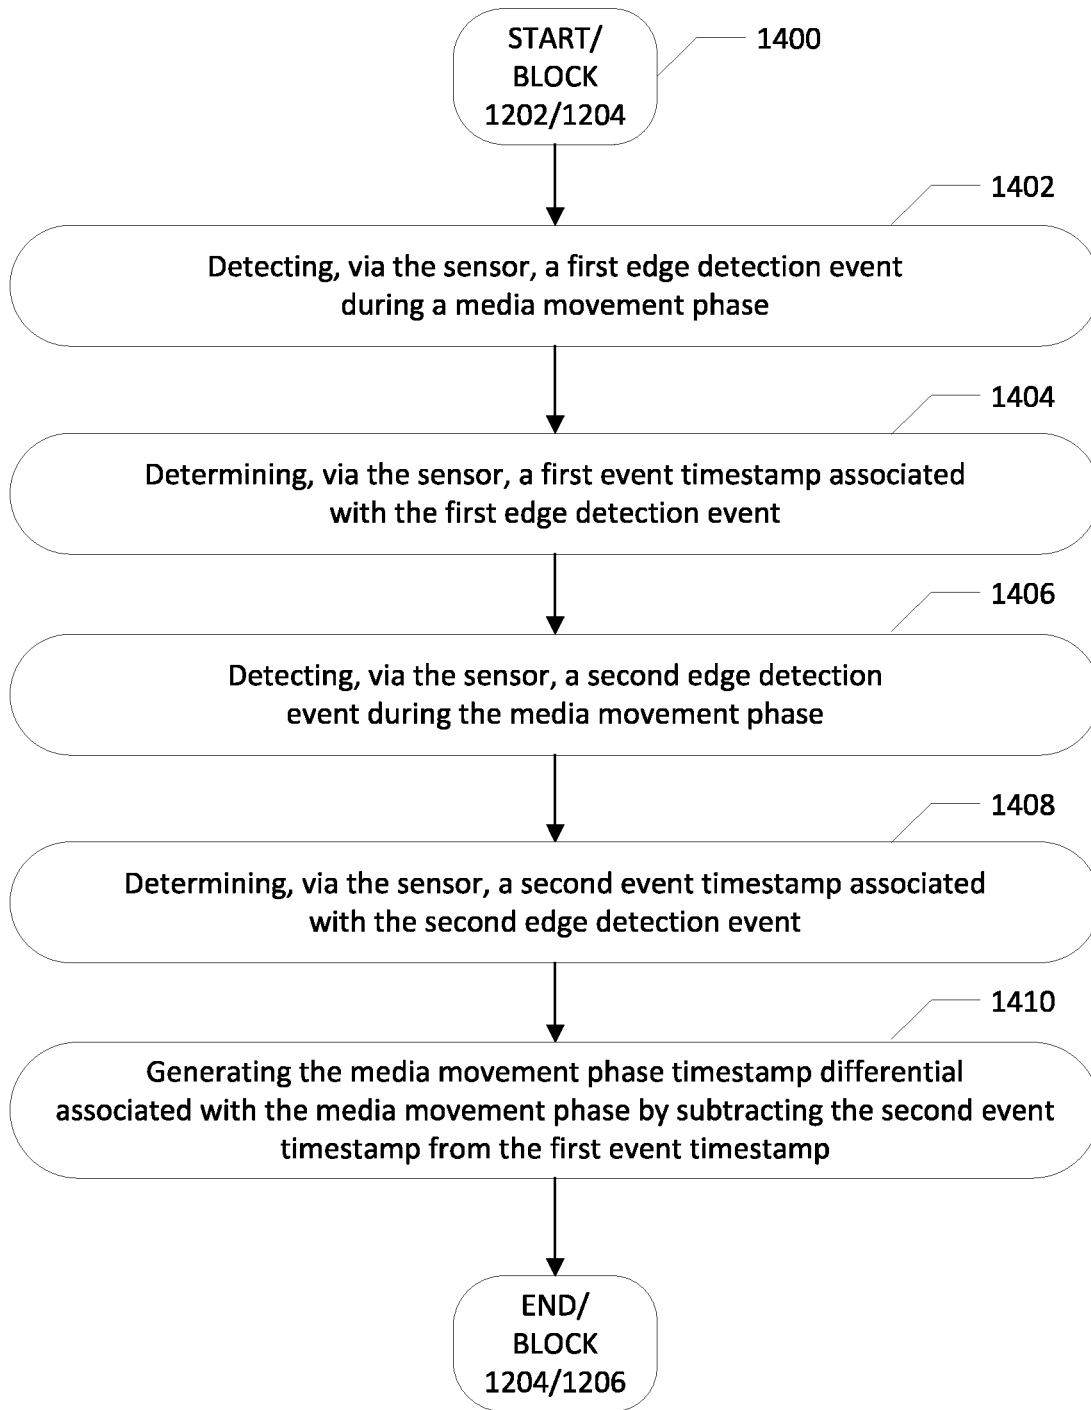 START/
BLOCK
1202/1204
1400
1402
Detecting, via the sensor, a first edge detection event
during a media movement phase
1404
Determining, via the sensor, a first event timestamp associated
with the first edge detection event
1406
Detecting, via the sensor, a second edge detection
event during the media movement phase
1408
Determining, via the sensor, a second event timestamp associated
with the second edge detection event
1410
Generating the media movement phase timestamp differential
associated with the media movement phase by subtracting the second event
timestamp from the first event timestamp
END/
BLOCK
1204/1206